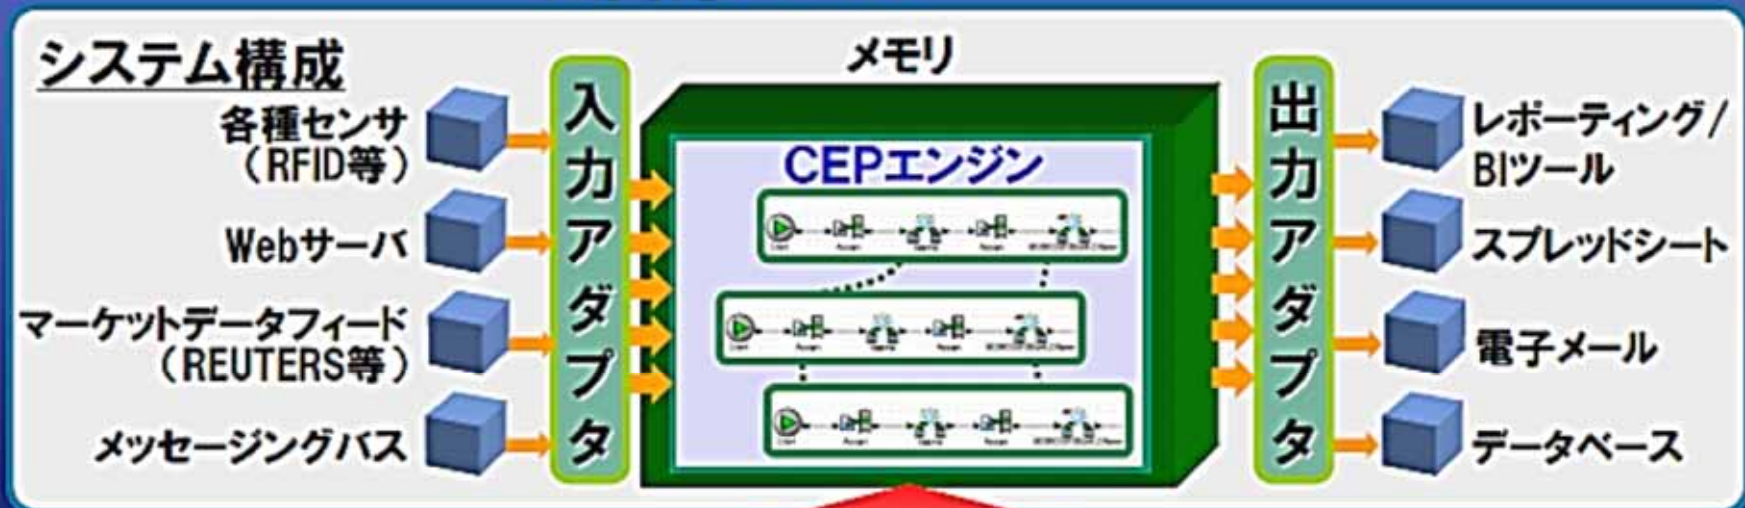 システム構成
メモリ
各種センサ
(RFID等)
Webサーバ
マーケットデータフィード
(REUTERS等)
メッセージングバス
入力アダプタ
CEPエンジン
出力アダプタ
レポーティング/
BIツール
スプレッドシート
電子メール
データベース